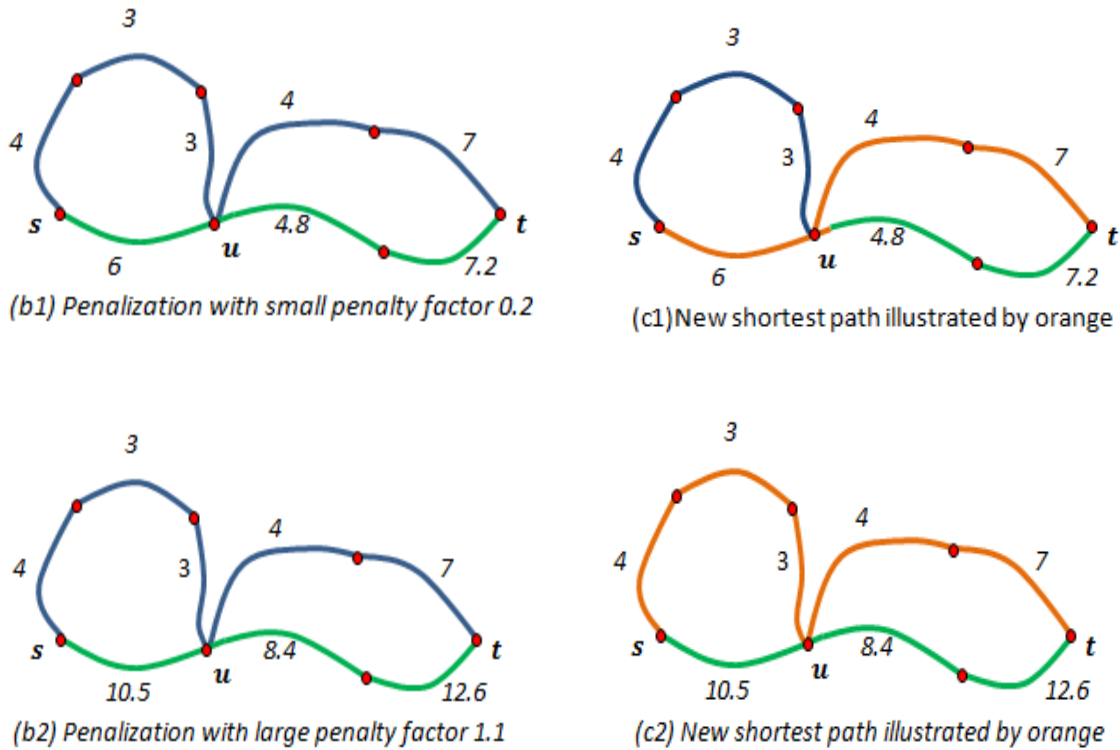 3
4
3
4
7
s
u
4.8
t
6
7.2
(b1) Penalization with small penalty factor 0.2
3
4
3
4
7
s
u
4.8
t
6
7.2
(c1)New shortest path illustrated by orange
3
4
3
4
7
s
u
8.4
t
10.5
12.6
(b2) Penalization with large penalty factor 1.1
3
4
3
4
7
s
u
8.4
t
10.5
12.6
(c2) New shortest path illustrated by orange